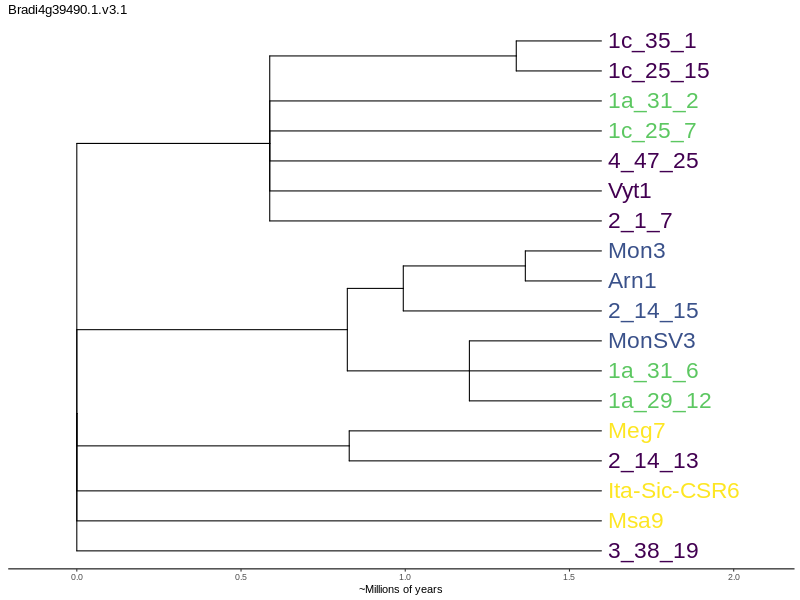 Bradi4g39490.1.v3.1
1c_35_1
1c_25_15
1a_31_2
1c_25_7
4_47_25
Vyt1
2_1_7
Mon3
Arn1
2_14_15
MonSV3
1a_31_6
1a_29_12
Meg7
2_14_13
Ita-Sic-CSR6
Msa9
3_38_19
0.0 0.5 1.0 1.5 2.0
~Millions of years